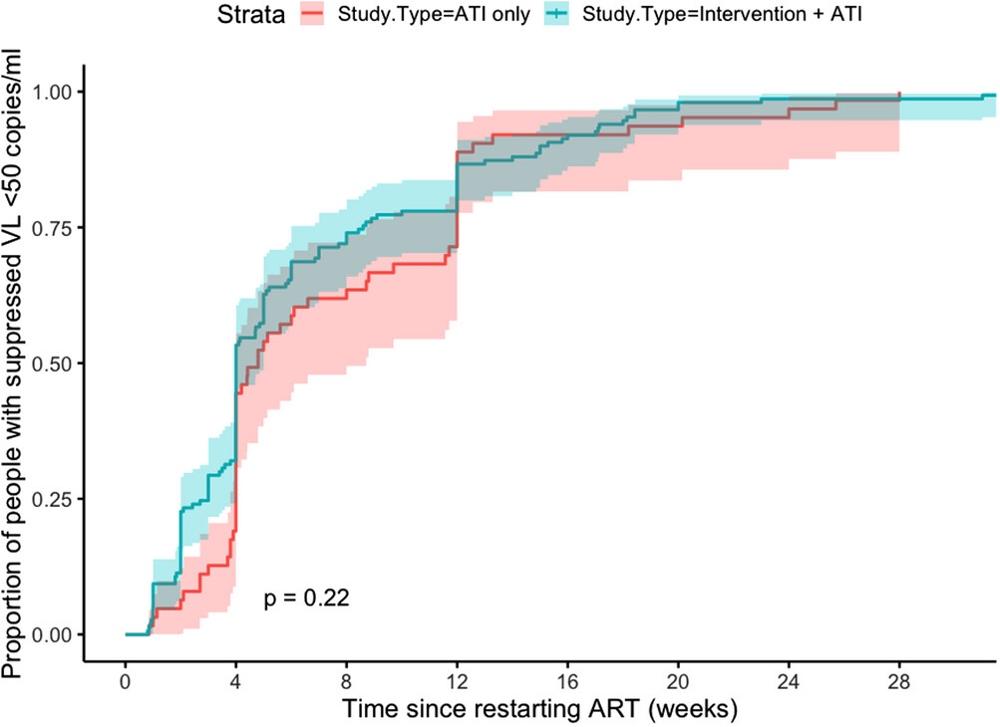 Strata Study.Type=ATI only Study.Type=Intervention + ATI
Proportion of people with suppressed VL <50 copies/ml
1.00
0.75
0.50
0.25
0.00
p = 0.22
0 4 8 12 16 20 24 28
Time since restarting ART (weeks)